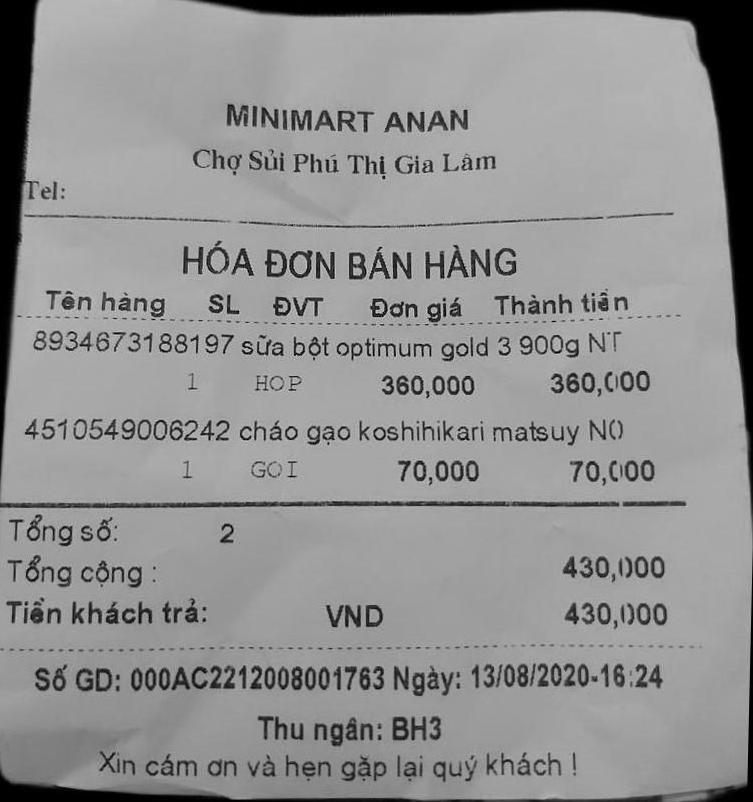 MINIMART ANAN
Chợ Sủi Phú Thị Gia Lâm
Tel:
HÓA ĐƠN BÁN HÀNG
Tên hàng SL ĐVT Đơn giá Thành tiền
8934673188197 sữa bột optimum gold 3 900g NT
1 HOP 360,000 360,000
4510549006242 cháo gạo koshihikari matsuy NO
1 GOI 70,000 70,000
Tổng số: 2
Tổng cộng : 430,000
Tiền khách trả: VND 430,000
Số GD: 000AC2212008001763 Ngày: 13/08/2020-16:24
Thu ngân: BH3
Xin cám ơn và hẹn gặp lại quý khách !